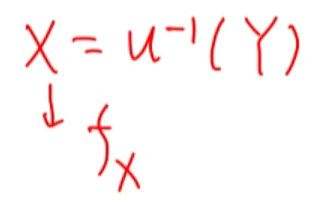 X = u⁻¹(Y)
↓
f_X